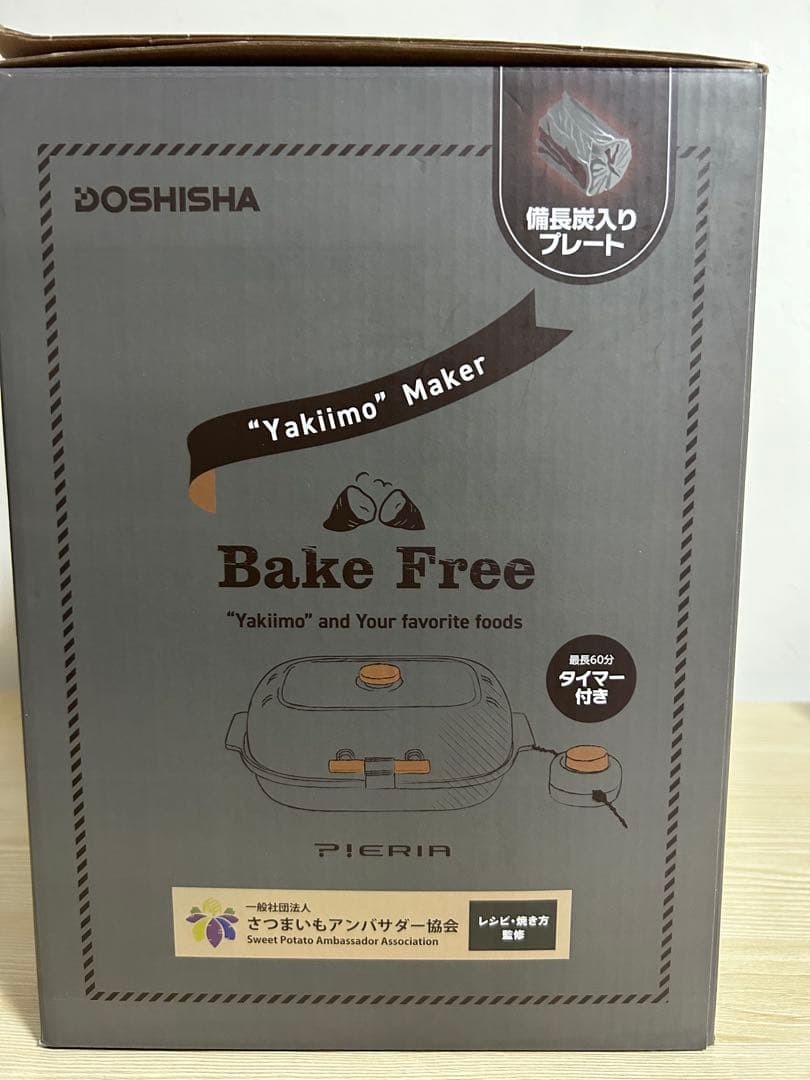 DOSHISHA
備長炭入り
プレート
"Yakiimo" Maker
Bake Free
"Yakiimo" and Your favorite foods
最長60分
タイマー
付き
P!ERIA
一般社団法人
さつまいもアンバサダー協会
Sweet Potato Ambassador Association
レシピ・焼き方
監修